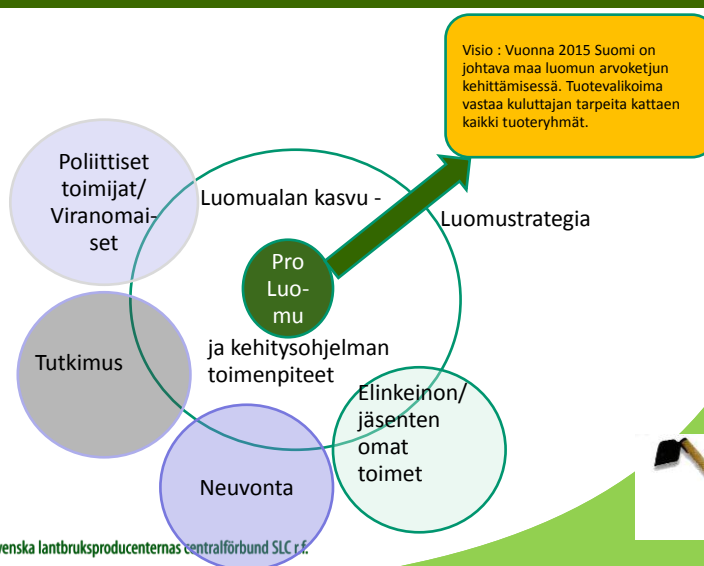 Visio : Vuonna 2015 Suomi on
johtava maa luomun arvoketjun
kehittämisessä. Tuotevalikoima
vastaa kuluttajan tarpeita kattaen
kaikki tuoteryhmät.
Poliittiset
toimijat/
Viranomai-
set
Luomualan kasvu -
Luomustrategia
Pro
Luo-
mu
ja kehitysohjelman
toimenpiteet
Tutkimus
Elinkeinon/
jäsenten
omat
toimet
Neuvonta
venska lantbruksproducenternas centralförbund SLC r.f.